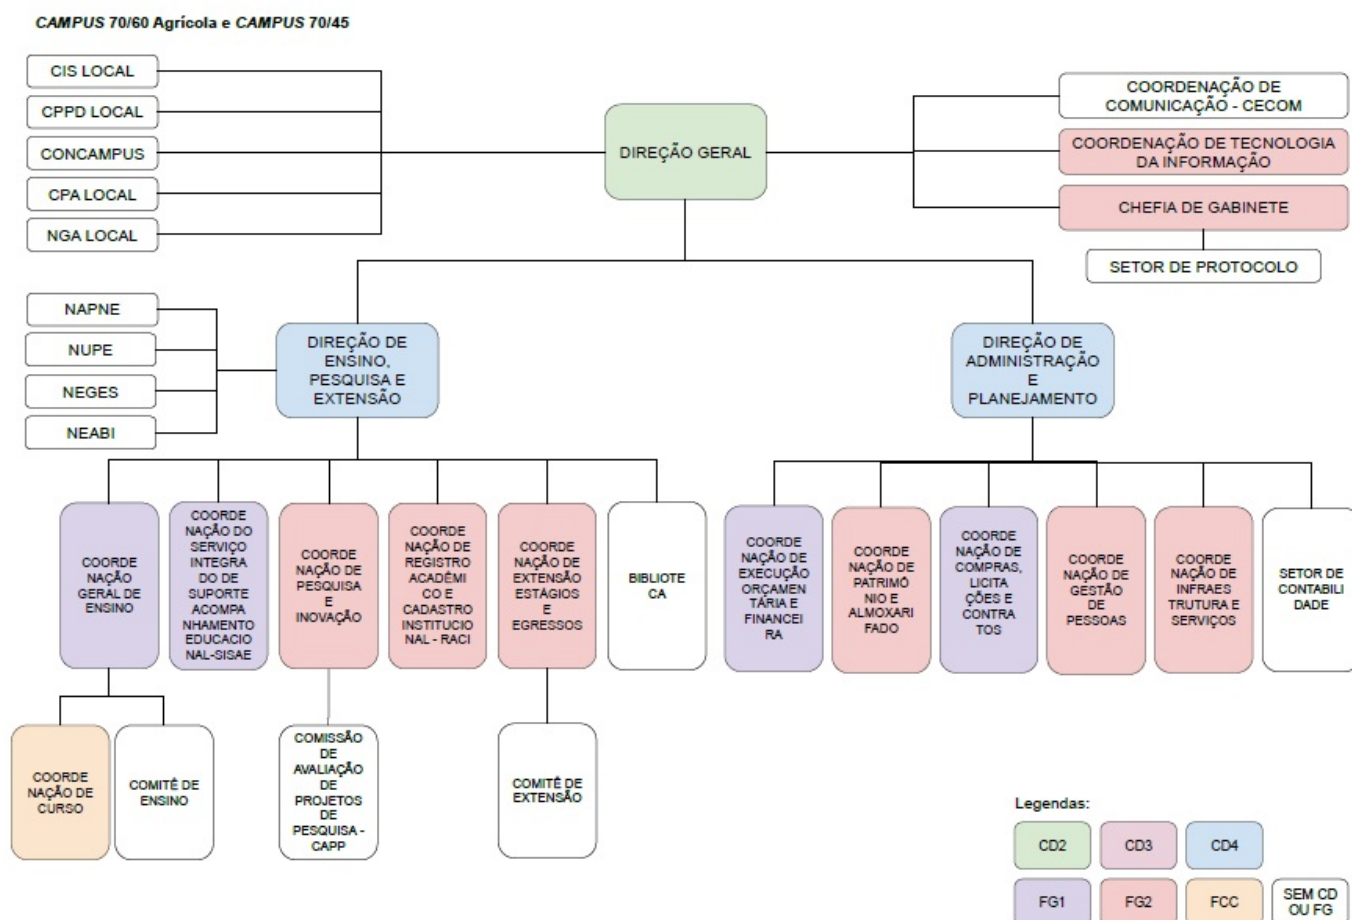 CAMPUS 70/60 Agrícola e CAMPUS 70/45
CIS LOCAL
CPPD LOCAL
CONCAMPUS
CPA LOCAL
NGA LOCAL
DIREÇÃO GERAL
COORDENAÇÃO DE
COMUNICAÇÃO - CECOM
COORDENAÇÃO DE TECNOLOGIA
DA INFORMAÇÃO
CHEFIA DE GABINETE
SETOR DE PROTOCOLO
NAPNE
NUPE
NEGES
NEABI
DIREÇÃO DE
ENSINO,
PESQUISA E
EXTENSÃO
DIREÇÃO DE
ADMINISTRAÇÃO
E
PLANEJAMENTO
COORDE
NAÇÃO
GERAL DE
ENSINO
COORDE
NAÇÃO DO
SERVIÇO
INTEGRA
DO DE
SUPORTE
ACOMPA
NHAMENTO
EDUCACIO
NAL-SISAE
COORDE
NAÇÃO DE
PESQUISA
E
INOVAÇÃO
COORDE
NAÇÃO DE
REGISTRO
ACADÊMI
CO E
CADASTRO
INSTITUCIO
NAL - RACI
COORDE
NAÇÃO DE
EXTENSÃO
ESTÁGIOS
E
EGRESSOS
BIBLIOTE
CA
COORDE
NAÇÃO DE
EXECUÇÃO
ORÇAMEN
TÁRIA E
FINANCEI
RA
COORDE
NAÇÃO DE
PATRIMÔ
NIO E
ALMOXARI
FADO
COORDE
NAÇÃO DE
COMPRAS,
LICITA
ÇÕES E
CONTRA
TOS
COORDE
NAÇÃO DE
GESTÃO
DE
PESSOAS
COORDE
NAÇÃO DE
INFRAES
TRUTURA E
SERVIÇOS
SETOR DE
CONTABILI
DADE
COORDE
NAÇÃO DE
CURSO
COMITÊ DE
ENSINO
COMISSÃO
DE
AVALIAÇÃO
DE
PROJETOS
DE
PESQUISA -
CAPP
COMITÊ DE
EXTENSÃO
Legendas:
CD2
CD3
CD4
FG1
FG2
FCC
SEM CD
OU FG